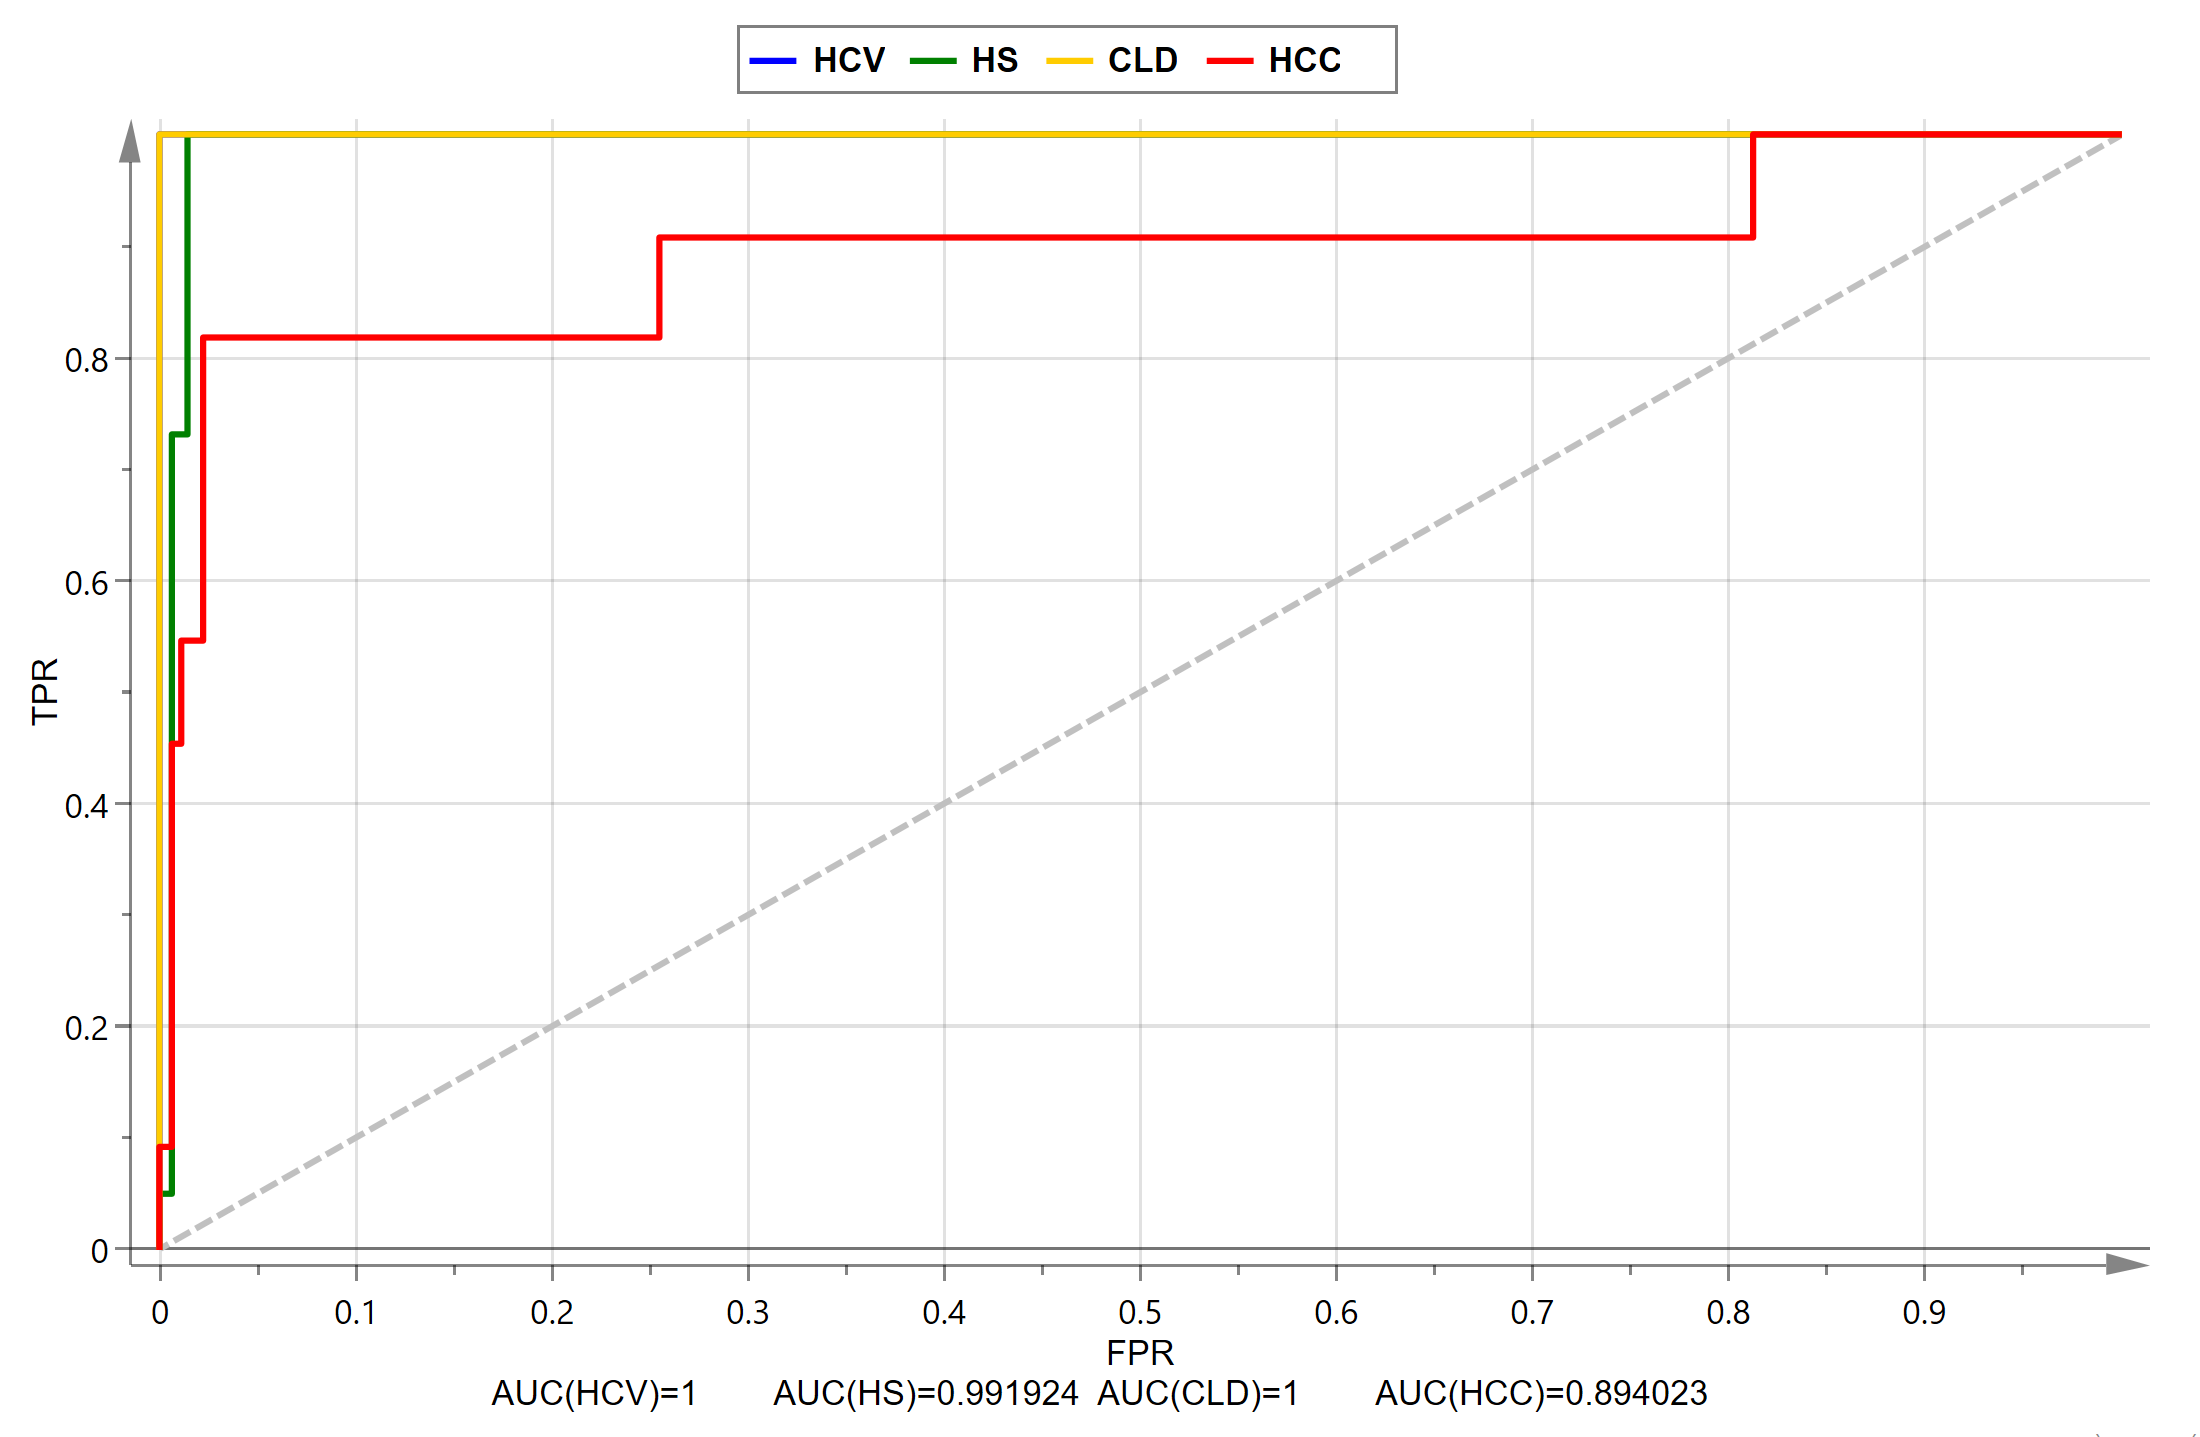 HCV HS CLD HCC
0.8
0.6
TPR
0.4
0.2
0
0 0.1 0.2 0.3 0.4 0.5 0.6 0.7 0.8 0.9
FPR
AUC(HCV)=1 AUC(HS)=0.991924 AUC(CLD)=1 AUC(HCC)=0.894023